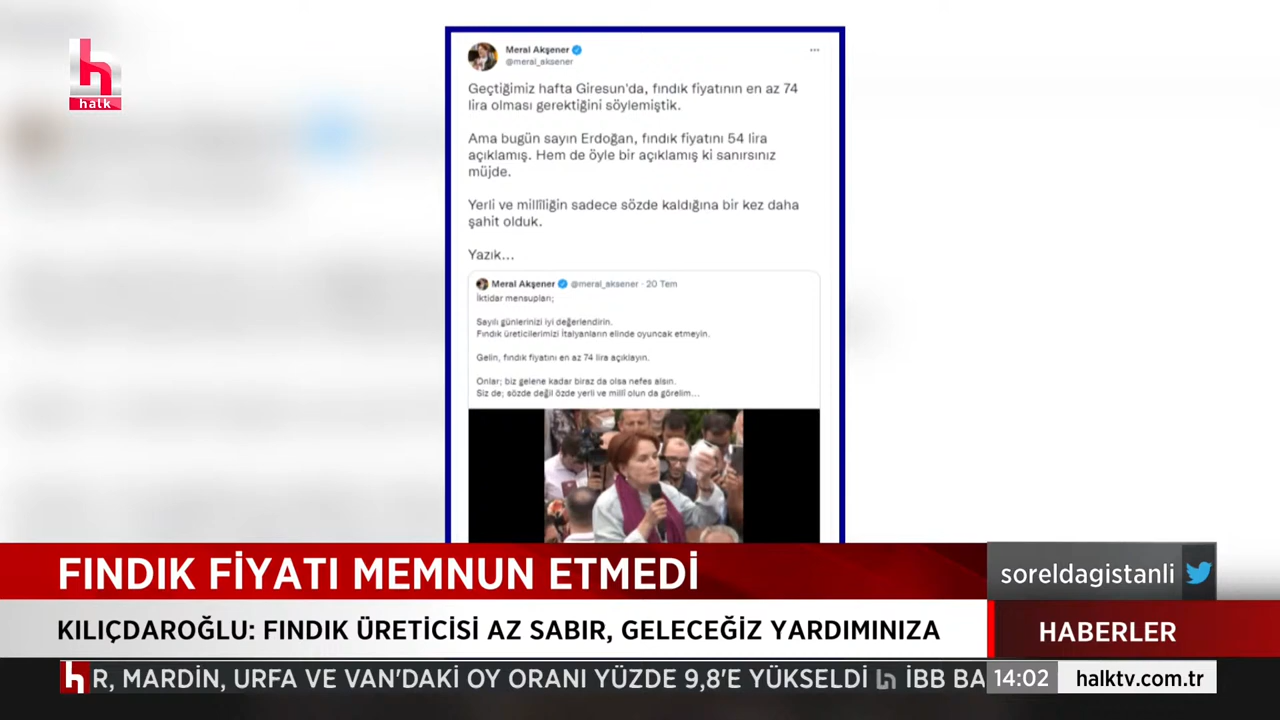 halk
Meral Akşener
@meral_aksener
Geçtiğimiz hafta Giresun'da, fındık fiyatının en az 74
lira olması gerektiğini söylemiştik.
Ama bugün sayın Erdoğan, fındık fiyatını 54 lira
açıklamış. Hem de öyle bir açıklamış ki sanırsınız
müjde.
Yerli ve millîliğin sadece sözde kaldığına bir kez daha
şahit olduk.
Yazık...
Meral Akşener @meral_aksener · 20 Tem
İktidar mensupları;
Sayılı günlerinizi iyi değerlendirin.
Fındık üreticilerimizi İtalyanların elinde oyuncak etmeyin.
Gelin, fındık fiyatını en az 74 lira açıklayın.
Onlar; biz gelene kadar biraz da olsa nefes alsın.
Siz de; sözde değil özde yerli ve millî olun da görelim...
FINDIK FİYATI MEMNUN ETMEDİ
soreldagistanli
KILIÇDAROĞLU: FINDIK ÜRETİCİSİ AZ SABIR, GELECEĞİZ YARDIMINIZA
HABERLER
R, MARDİN, URFA VE VAN'DAKİ OY ORANI YÜZDE 9,8'E YÜKSELDİ h İBB BA
14:02
halktv.com.tr